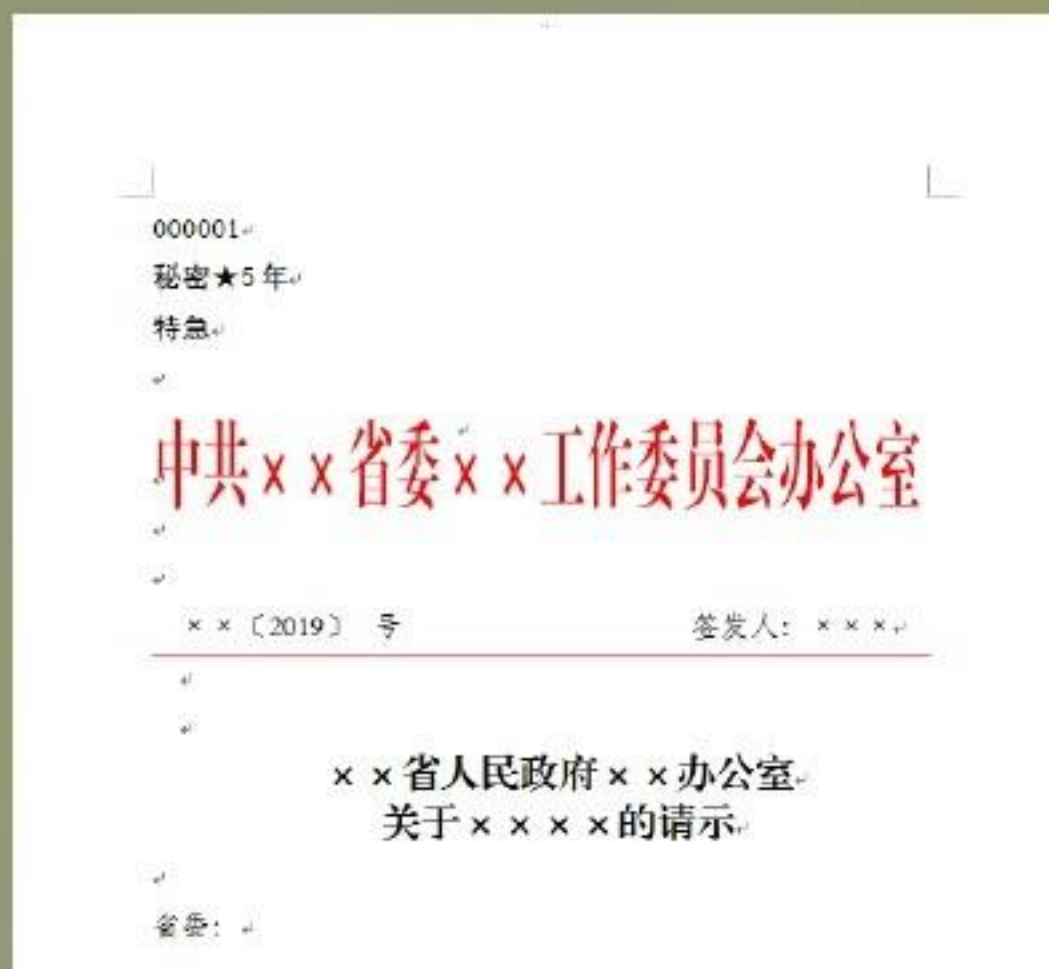 000001
秘密★5年
特急
中共××省委××工作委员会办公室
××〔2019〕 号 签发人：×××
××省人民政府××办公室
关于××××的请示
省委：